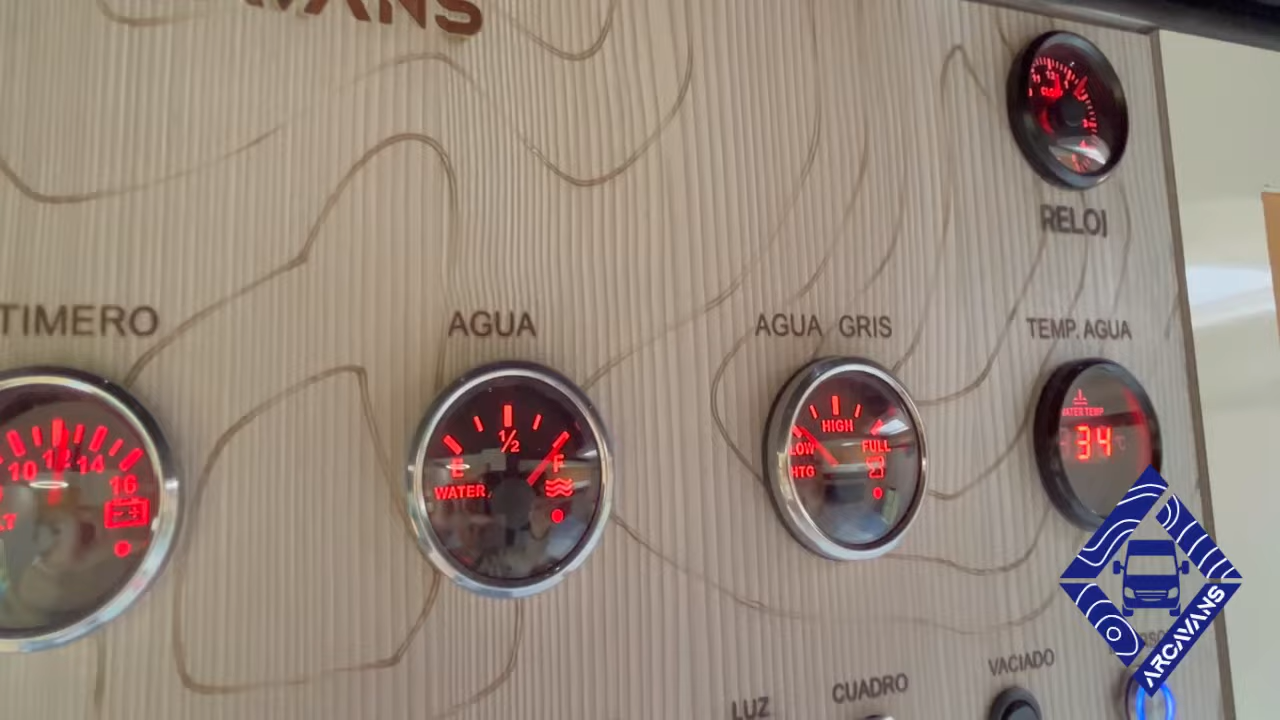 VANS
RELOJ
TIMERO
AGUA
AGUA GRIS
TEMP. AGUA
10
12
14
16
E
1/2
F
WATER
HIGH
LOW
FULL
HTG
WATER TEMP
34
°C
ARCAVANS
VACIADO
CUADRO
LUZ